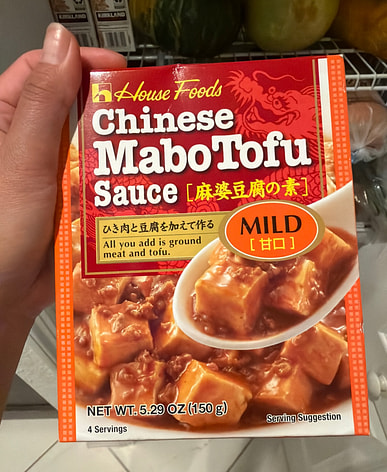 KIRKLAND
KIRKLAND
House Foods
Chinese
MaboTofu
Sauce [麻婆豆腐の素]
ひき肉と豆腐を加えて作る
All you add is ground
meat and tofu.
MILD
[甘口]
NET WT. 5.29 OZ (150g)
4 Servings
Serving Suggestion